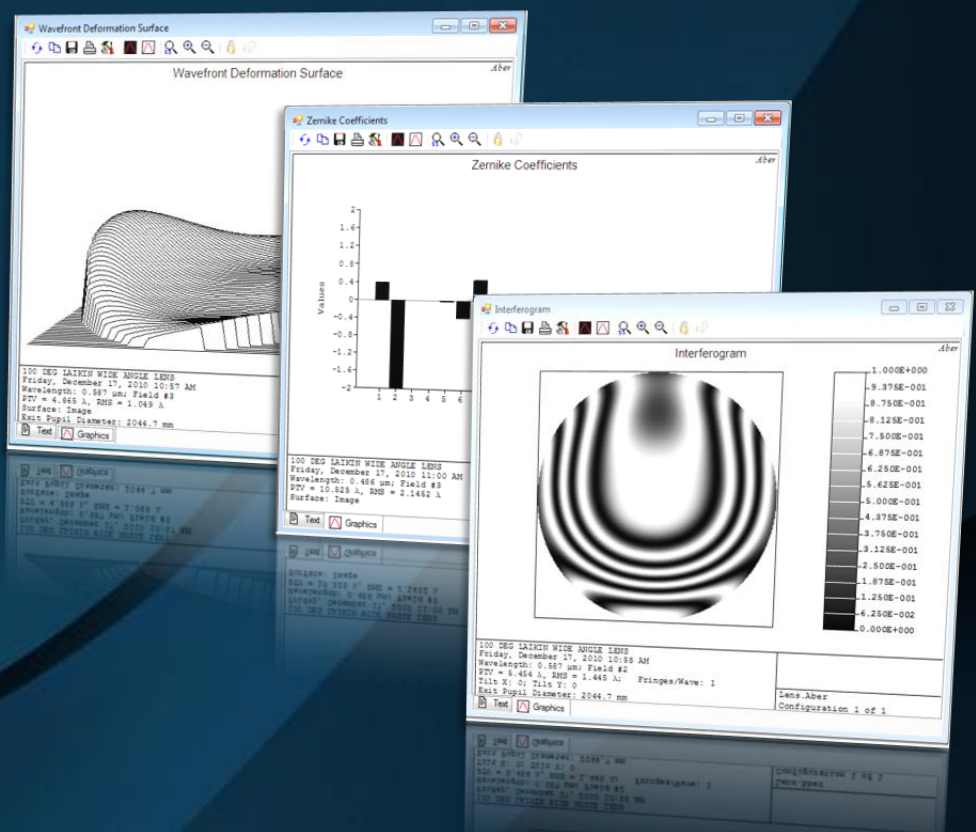 Wavefront Deformation Surface
Aber
Wavefront Deformation Surface
100 DEG LAIKIN WIDE ANGLE LENS
Friday, December 17, 2010 10:57 AM
Wavelength: 0.587 µm; Field #3
PTV = 4.865 λ, RMS = 1.049 λ
Surface: Image
Exit Pupil Diameter: 2044.7 mm
Text Graphics
Zernike Coefficients
Aber
Zernike Coefficients
2
1.6
1.2
0.8
0.4
0
-0.4
-0.8
-1.2
-1.6
-2
Values
1 2 3 4 5 6
100 DEG LAIKIN WIDE ANGLE LENS
Friday, December 17, 2010 11:00 AM
Wavelength: 0.486 µm; Field #3
PTV = 10.525 λ, RMS = 2.1452 λ
Surface: Image
Text Graphics
Interferogram
Aber
Interferogram
1.000E+000
9.375E-001
8.750E-001
8.125E-001
7.500E-001
6.875E-001
6.250E-001
5.625E-001
5.000E-001
4.375E-001
3.750E-001
3.125E-001
2.500E-001
1.875E-001
1.250E-001
6.250E-002
0.000E+000
100 DEG LAIKIN WIDE ANGLE LENS
Friday, December 17, 2010 10:58 AM
Wavelength: 0.587 µm; Field #2
PTV = 5.454 λ, RMS = 1.445 λ; Fringes/Wave: 1
Tilt X: 0; Tilt Y: 0
Exit Pupil Diameter: 2044.7 mm
Lens.Aber
Configuration 1 of 1
Text Graphics